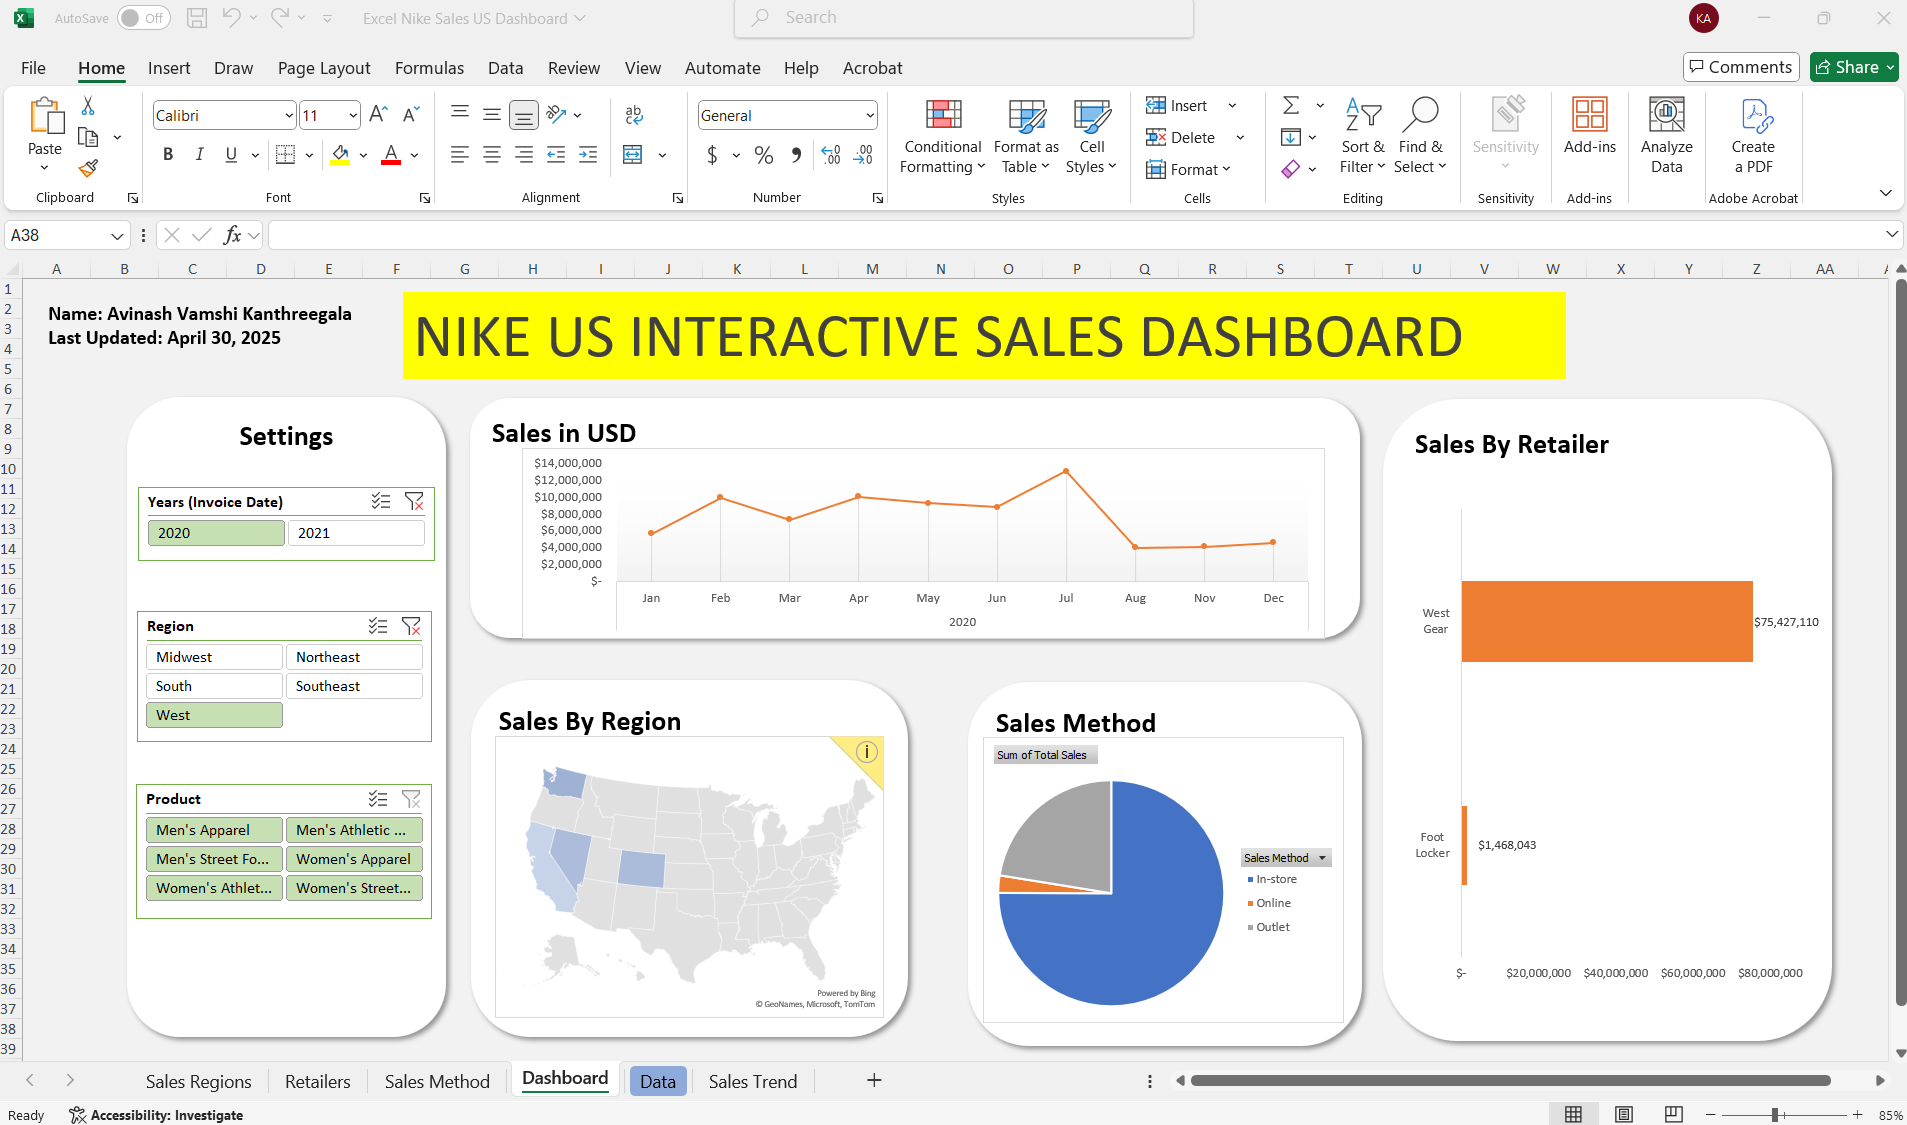 AutoSave Off Excel Nike Sales US Dashboard Search KA
File Home Insert Draw Page Layout Formulas Data Review View Automate Help Acrobat Comments Share
Paste
Clipboard
Calibri 11
B I U
Font
Alignment
General
$ % 9
Number
Conditional Formatting
Format as Table
Cell Styles
Styles
Insert
Delete
Format
Cells
Sort & Filter
Find & Select
Editing
Sensitivity
Sensitivity
Add-ins
Add-ins
Analyze Data
Create a PDF
Adobe Acrobat
A38 fx
A B C D E F G H I J K L M N O P Q R S T U V W X Y Z AA
1
2
3
4
5
6
7
8
9
10
11
12
13
14
15
16
17
18
19
20
21
22
23
24
25
26
27
28
29
30
31
32
33
34
35
36
37
38
39
Name: Avinash Vamshi Kanthreegala
Last Updated: April 30, 2025
NIKE US INTERACTIVE SALES DASHBOARD
Settings
Years (Invoice Date)
2020 2021
Region
Midwest Northeast
South Southeast
West
Product
Men's Apparel Men's Athletic ...
Men's Street Fo... Women's Apparel
Women's Athlet... Women's Street...
Sales in USD
$14,000,000
$12,000,000
$10,000,000
$8,000,000
$6,000,000
$4,000,000
$2,000,000
$-
Jan Feb Mar Apr May Jun Jul Aug Nov Dec
2020
Sales By Region
i
Powered by Bing
© GeoNames, Microsoft, TomTom
Sales Method
Sum of Total Sales
Sales Method
In-store
Online
Outlet
Sales By Retailer
West
Gear
$75,427,110
Foot
Locker
$1,468,043
$- $20,000,000 $40,000,000 $60,000,000 $80,000,000
Sales Regions Retailers Sales Method Dashboard Data Sales Trend
Ready Accessibility: Investigate 85%